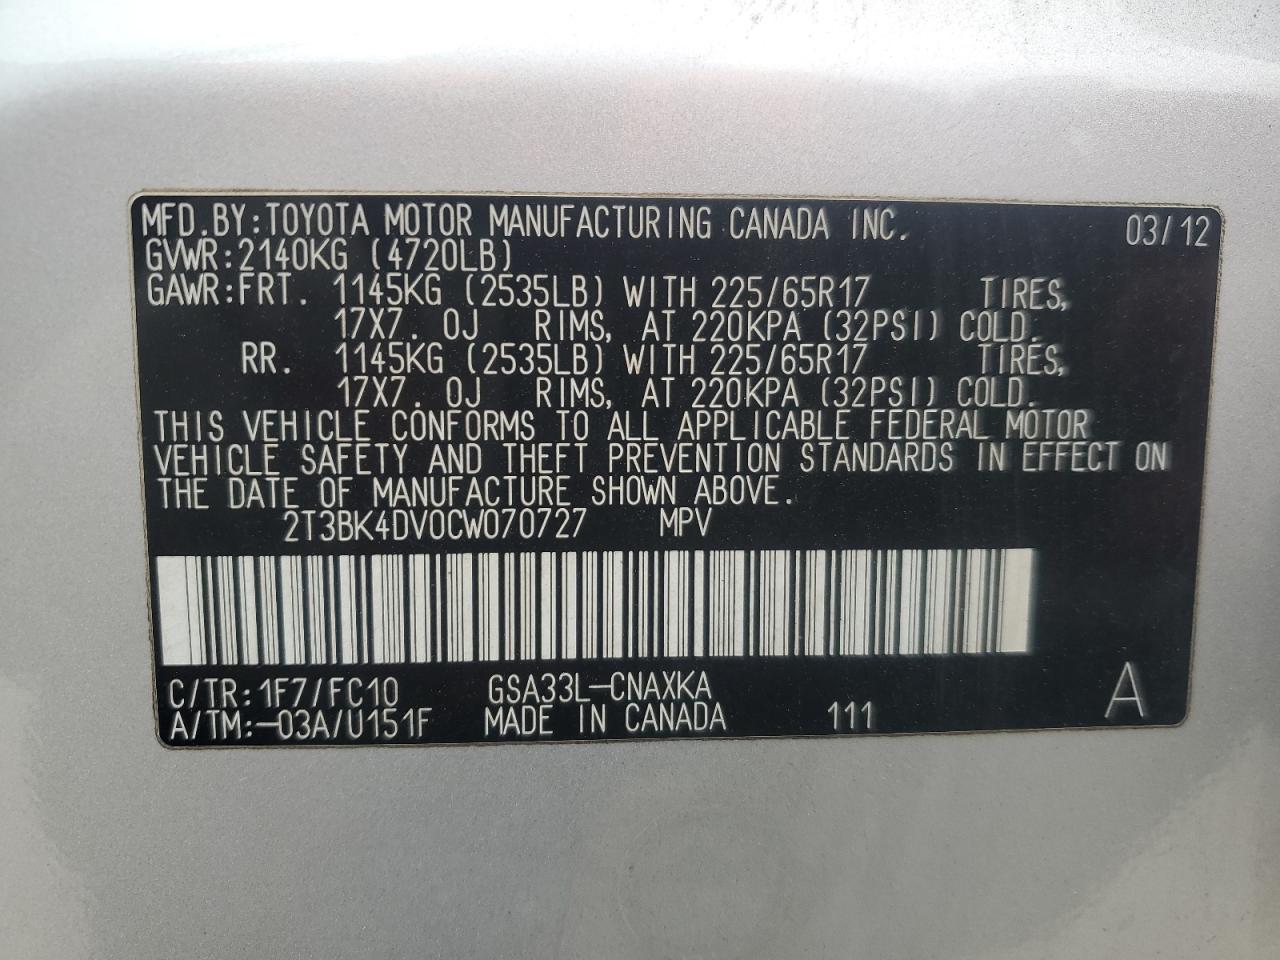 MFD.BY:TOYOTA MOTOR MANUFACTURING CANADA INC. 03/12
GVWR:2140KG (4720LB)
GAWR:FRT. 1145KG (2535LB) WITH 225/65R17 TIRES,
17X7.0J RIMS, AT 220KPA (32PSI) COLD.
RR. 1145KG (2535LB) WITH 225/65R17 TIRES,
17X7.0J RIMS, AT 220KPA (32PSI) COLD.
THIS VEHICLE CONFORMS TO ALL APPLICABLE FEDERAL MOTOR
VEHICLE SAFETY AND THEFT PREVENTION STANDARDS IN EFFECT ON
THE DATE OF MANUFACTURE SHOWN ABOVE.
2T3BK4DV0CW070727 MPV
C/TR:1F7/FC10 GSA33L-CNAXKA A
A/TM:-03A/U151F MADE IN CANADA 111